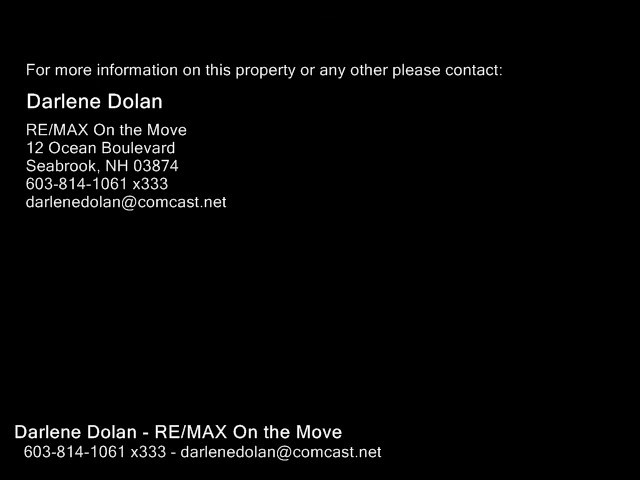 For more information on this property or any other please contact:
Darlene Dolan
RE/MAX On the Move
12 Ocean Boulevard
Seabrook, NH 03874
603-814-1061 x333
darlenedolan@comcast.net
Darlene Dolan - RE/MAX On the Move
603-814-1061 x333 - darlenedolan@comcast.net